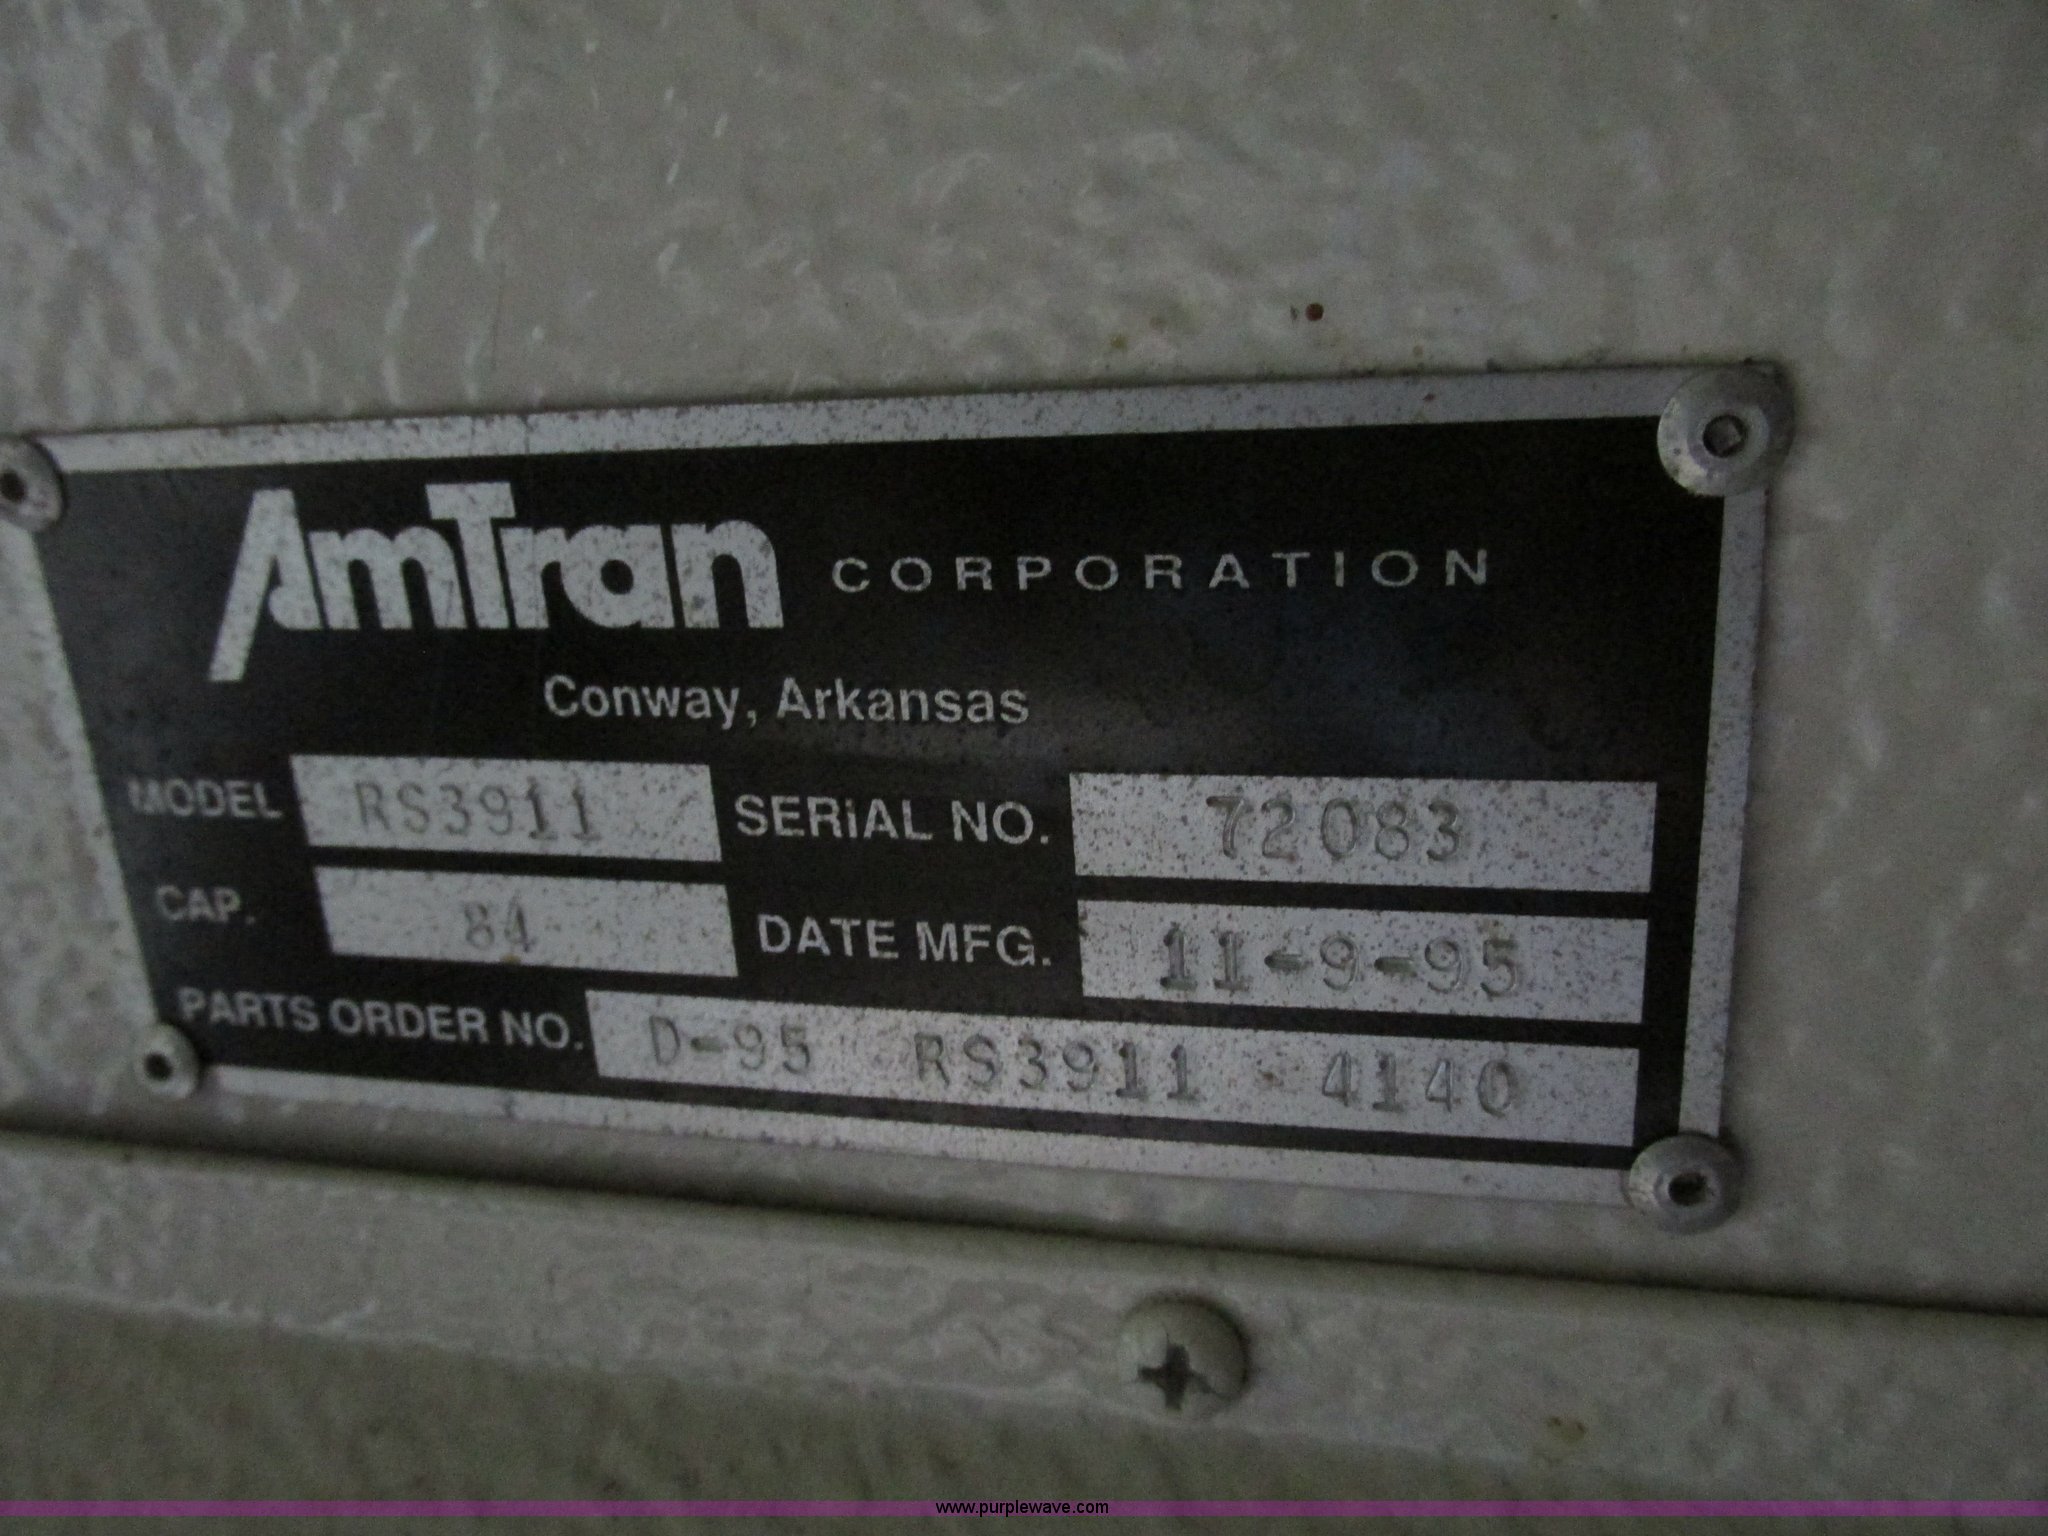 AmTran CORPORATION
Conway, Arkansas
MODEL RS3911 SERIAL NO. 72083
CAP. 84 DATE MFG. 11-9-95
PARTS ORDER NO. D-95 RS3911 4140
www.purplewave.com